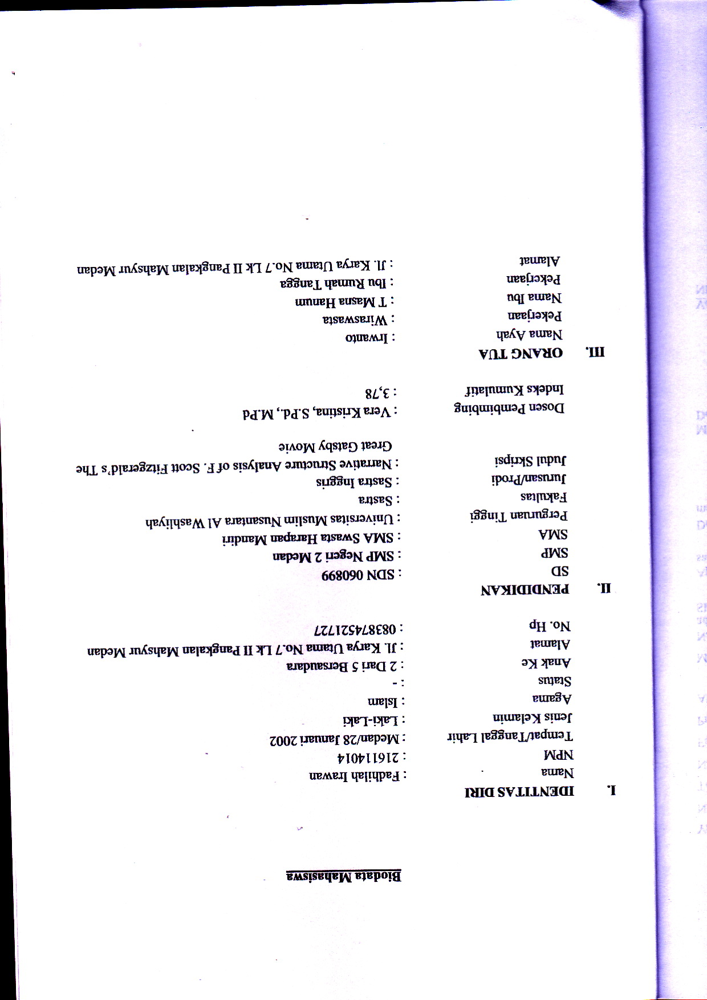 Biodata Mahasiswa
I. IDENTITAS DIRI
Nama : Fadhilah Irawan
NPM : 216114014
Tempat/Tanggal Lahir : Medan/28 Januari 2002
Jenis Kelamin : Laki-Laki
Agama : Islam
Status : -
Anak Ke : 2 Dari 5 Bersaudara
Alamat : Jl. Karya Utama No.7 Lk II Pangkalan Mahsyur Medan
No. Hp : 083874521727
II. PENDIDIKAN
SD : SDN 060899
SMP : SMP Negeri 2 Medan
SMA : SMA Swasta Harapan Mandiri
Perguruan Tinggi : Universitas Muslim Nusantara Al Washliyah
Fakultas : Sastra
Jurusan/Prodi : Sastra Inggris
Judul Skripsi : Narrative Structure Analysis of F. Scott Fitzgerald's The
Great Gatsby Movie
Dosen Pembimbing : Vera Kristina, S.Pd., M.Pd
Indeks Kumulatif : 3,78
III. ORANG TUA
Nama Ayah : Irwanto
Pekerjaan : Wiraswasta
Nama Ibu : T Masna Hanum
Pekerjaan : Ibu Rumah Tangga
Alamat : Jl. Karya Utama No.7 Lk II Pangkalan Mahsyur Medan